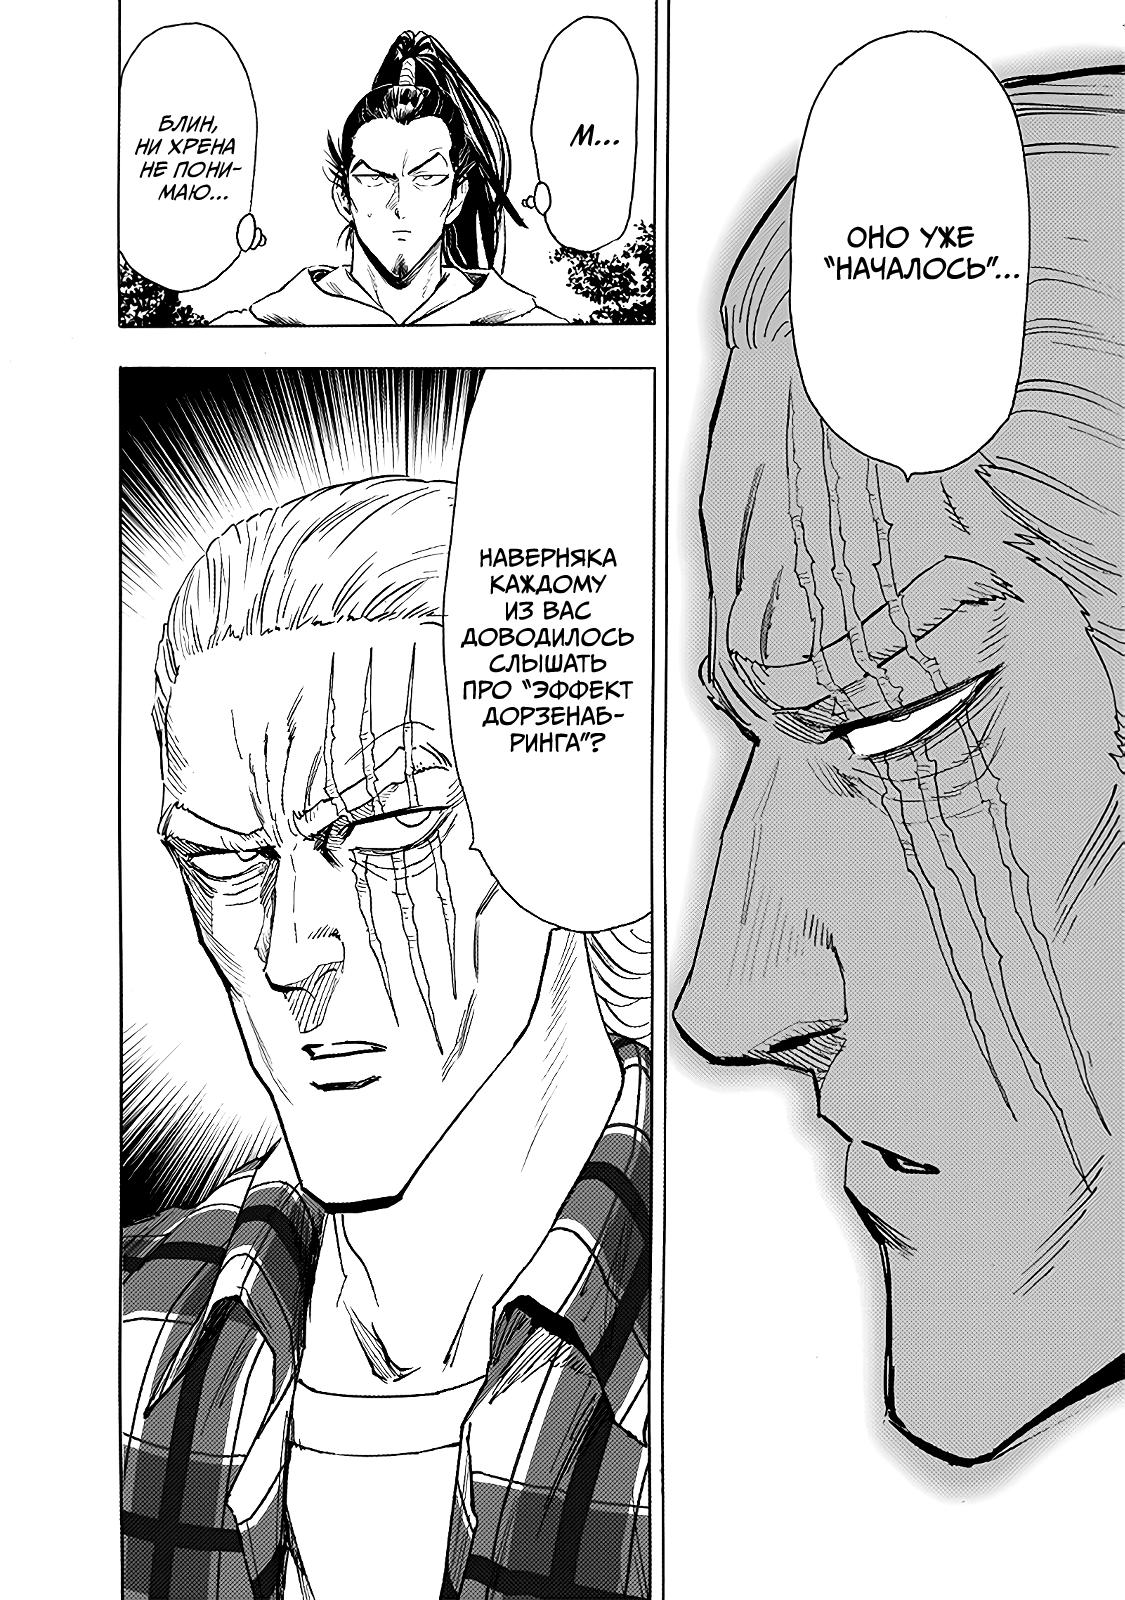 ОНО УЖЕ
"НАЧАЛОСЬ"...
М...
БЛИН,
НИ ХРЕНА
НЕ ПОНИ-
МАЮ...
НАВЕРНЯКА
КАЖДОМУ
ИЗ ВАС
ДОВОДИЛОСЬ
СЛЫШАТЬ
ПРО "ЭФФЕКТ
ДОРЗЕНАБ-
РИНГА"?